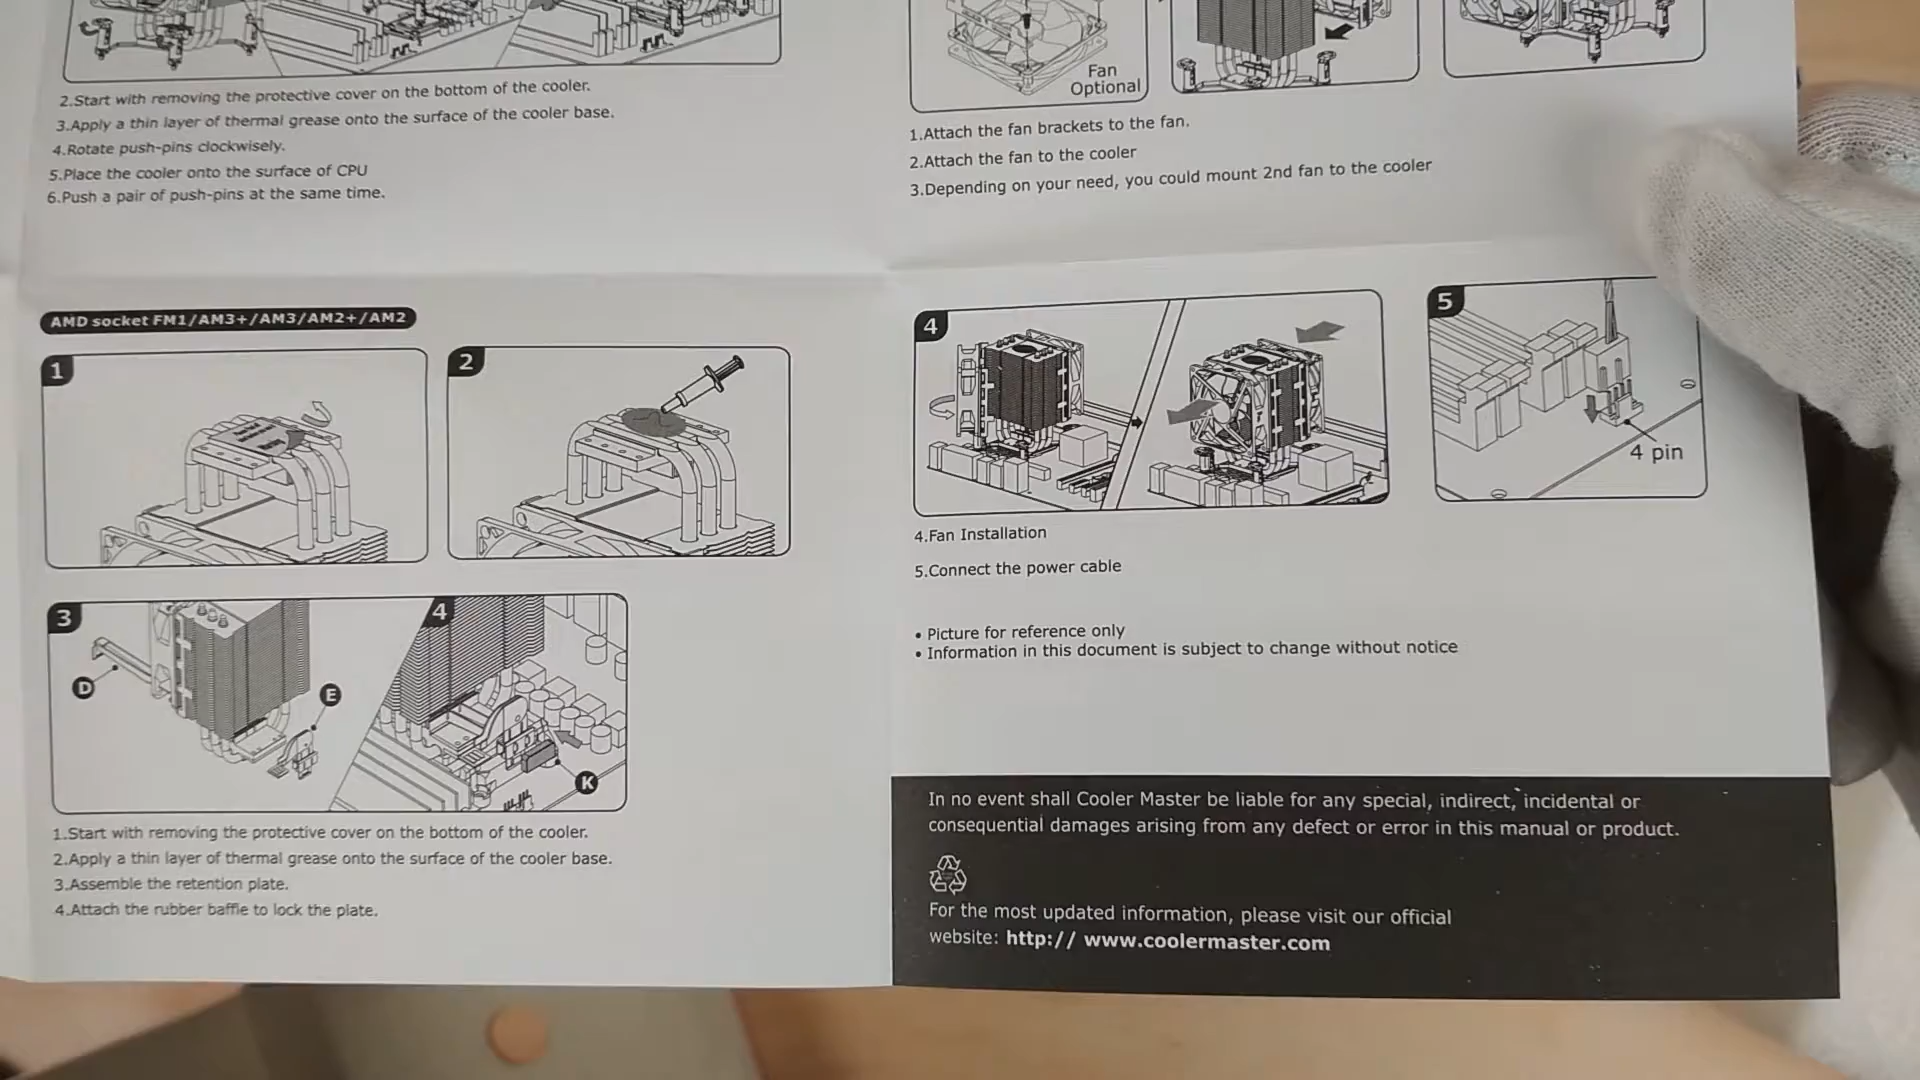 2.Start with removing the protective cover on the bottom of the cooler.
3.Apply a thin layer of thermal grease onto the surface of the cooler base.
4.Rotate push-pins clockwisely.
5.Place the cooler onto the surface of CPU
6.Push a pair of push-pins at the same time.
Fan
Optional
1.Attach the fan brackets to the fan.
2.Attach the fan to the cooler
3.Depending on your need, you could mount 2nd fan to the cooler
AMD socket FM1/AM3+/AM3/AM2+/AM2
1
2
3
4
D
E
K
1.Start with removing the protective cover on the bottom of the cooler.
2.Apply a thin layer of thermal grease onto the surface of the cooler base.
3.Assemble the retention plate.
4.Attach the rubber baffle to lock the plate.
4
5
4 pin
4.Fan Installation
5.Connect the power cable
• Picture for reference only
• Information in this document is subject to change without notice
In no event shall Cooler Master be liable for any special, indirect, incidental or
consequential damages arising from any defect or error in this manual or product.
For the most updated information, please visit our official
website: http:// www.coolermaster.com